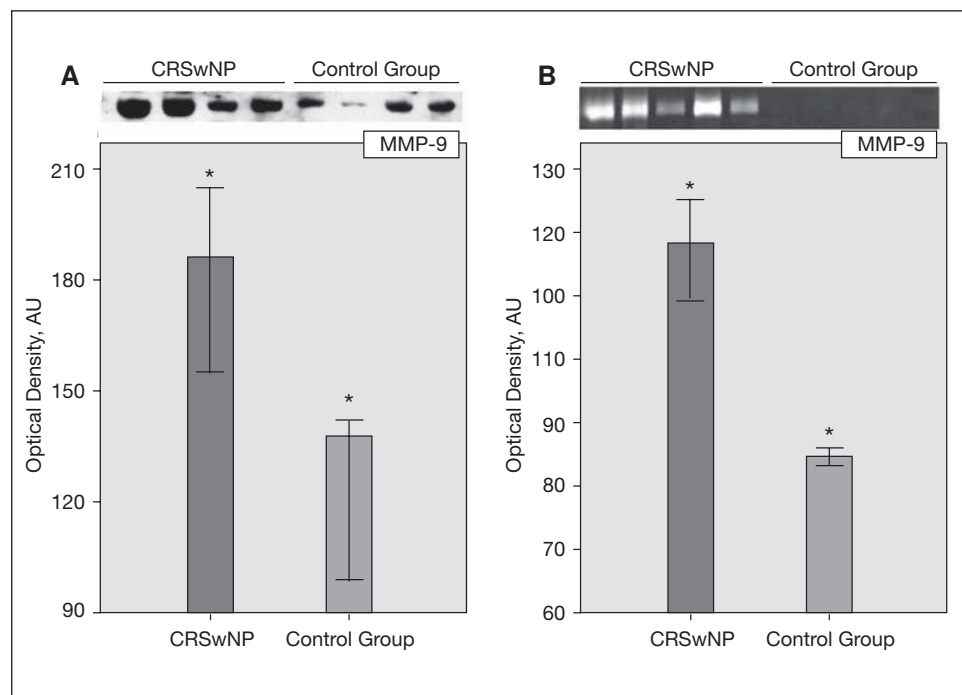 A
CRSwNP
Control Group
MMP-9
210
*
180
150
*
120
90
Optical Density, AU
CRSwNP
Control Group
B
CRSwNP
Control Group
MMP-9
130
*
120
100
110
90
*
80
70
60
Optical Density, AU
CRSwNP
Control Group